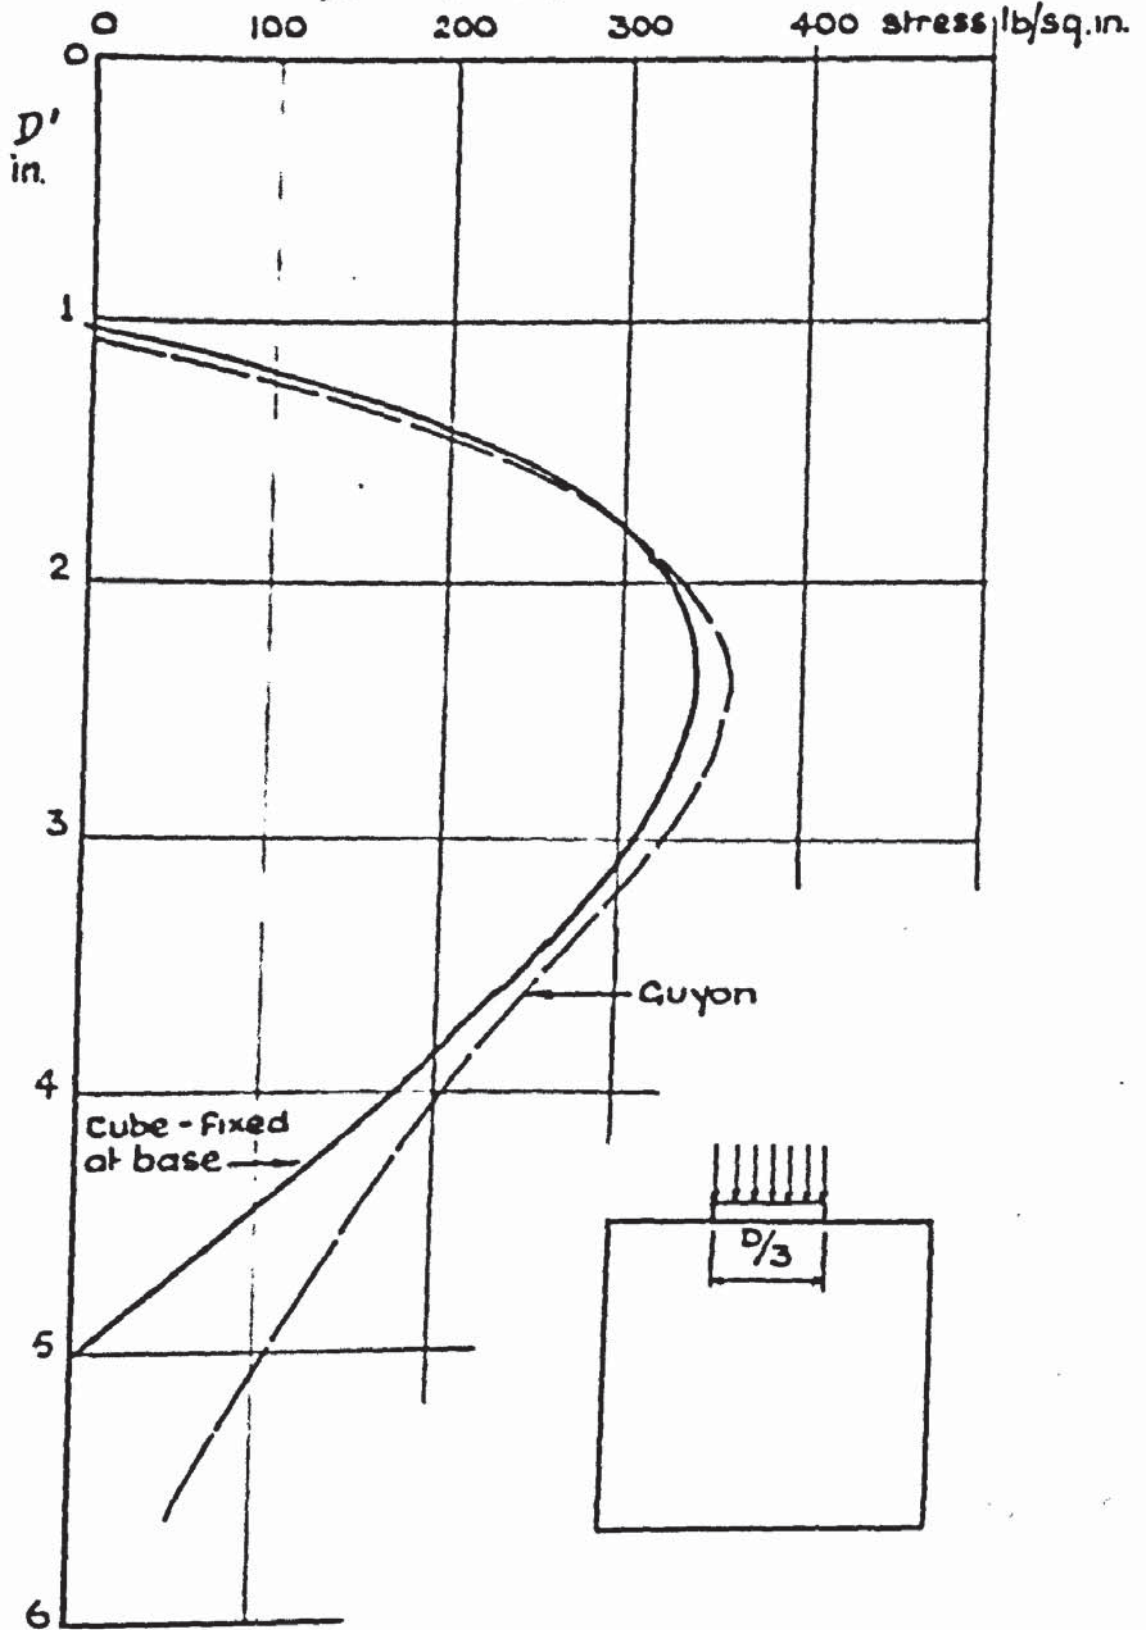 0 100 200 300 400 stress lb/sq.in.
0
D'
in.
1
2
3
Guyon
4
Cube - Fixed
at base
D/3
5
6